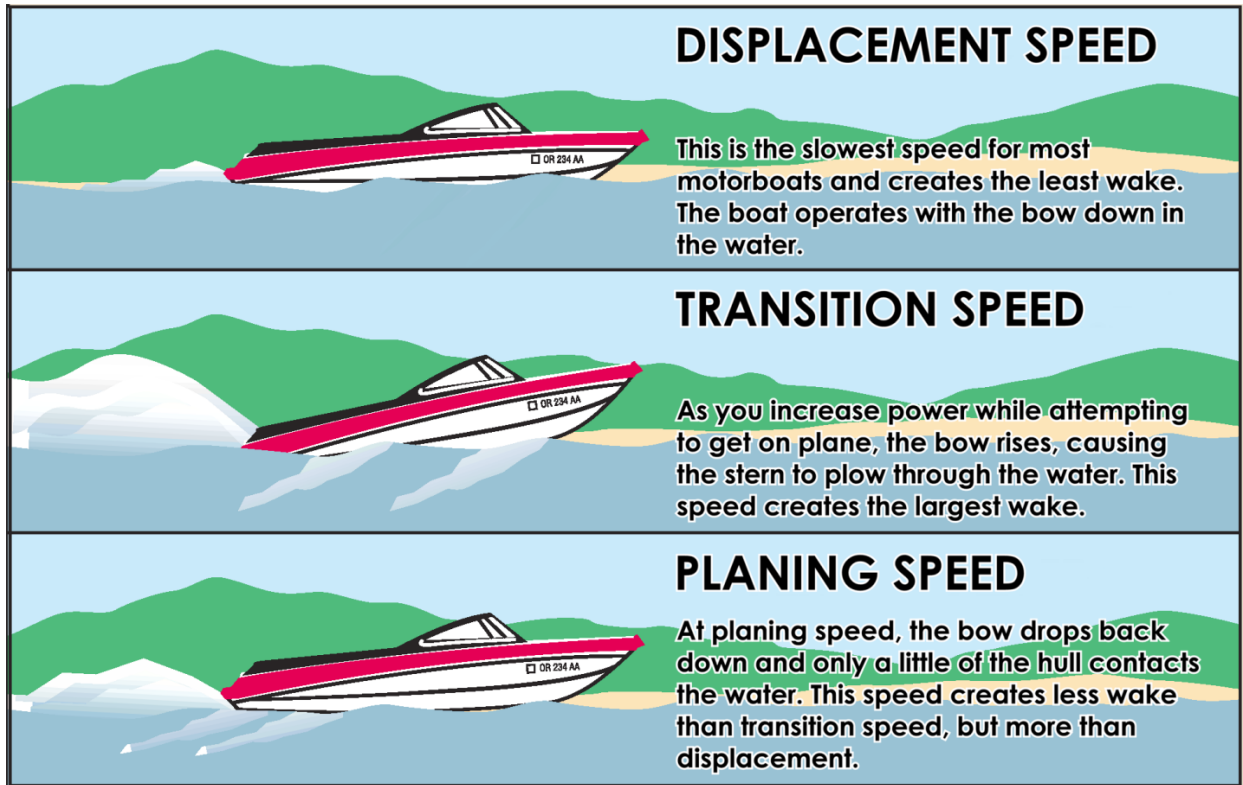 DISPLACEMENT SPEED
This is the slowest speed for most
motorboats and creates the least wake.
The boat operates with the bow down in
the water.
OR 234 AA
TRANSITION SPEED
As you increase power while attempting
to get on plane, the bow rises, causing
the stern to plow through the water. This
speed creates the largest wake.
OR 234 AA
PLANING SPEED
At planing speed, the bow drops back
down and only a little of the hull contacts
the water. This speed creates less wake
than transition speed, but more than
displacement.
OR 234 AA